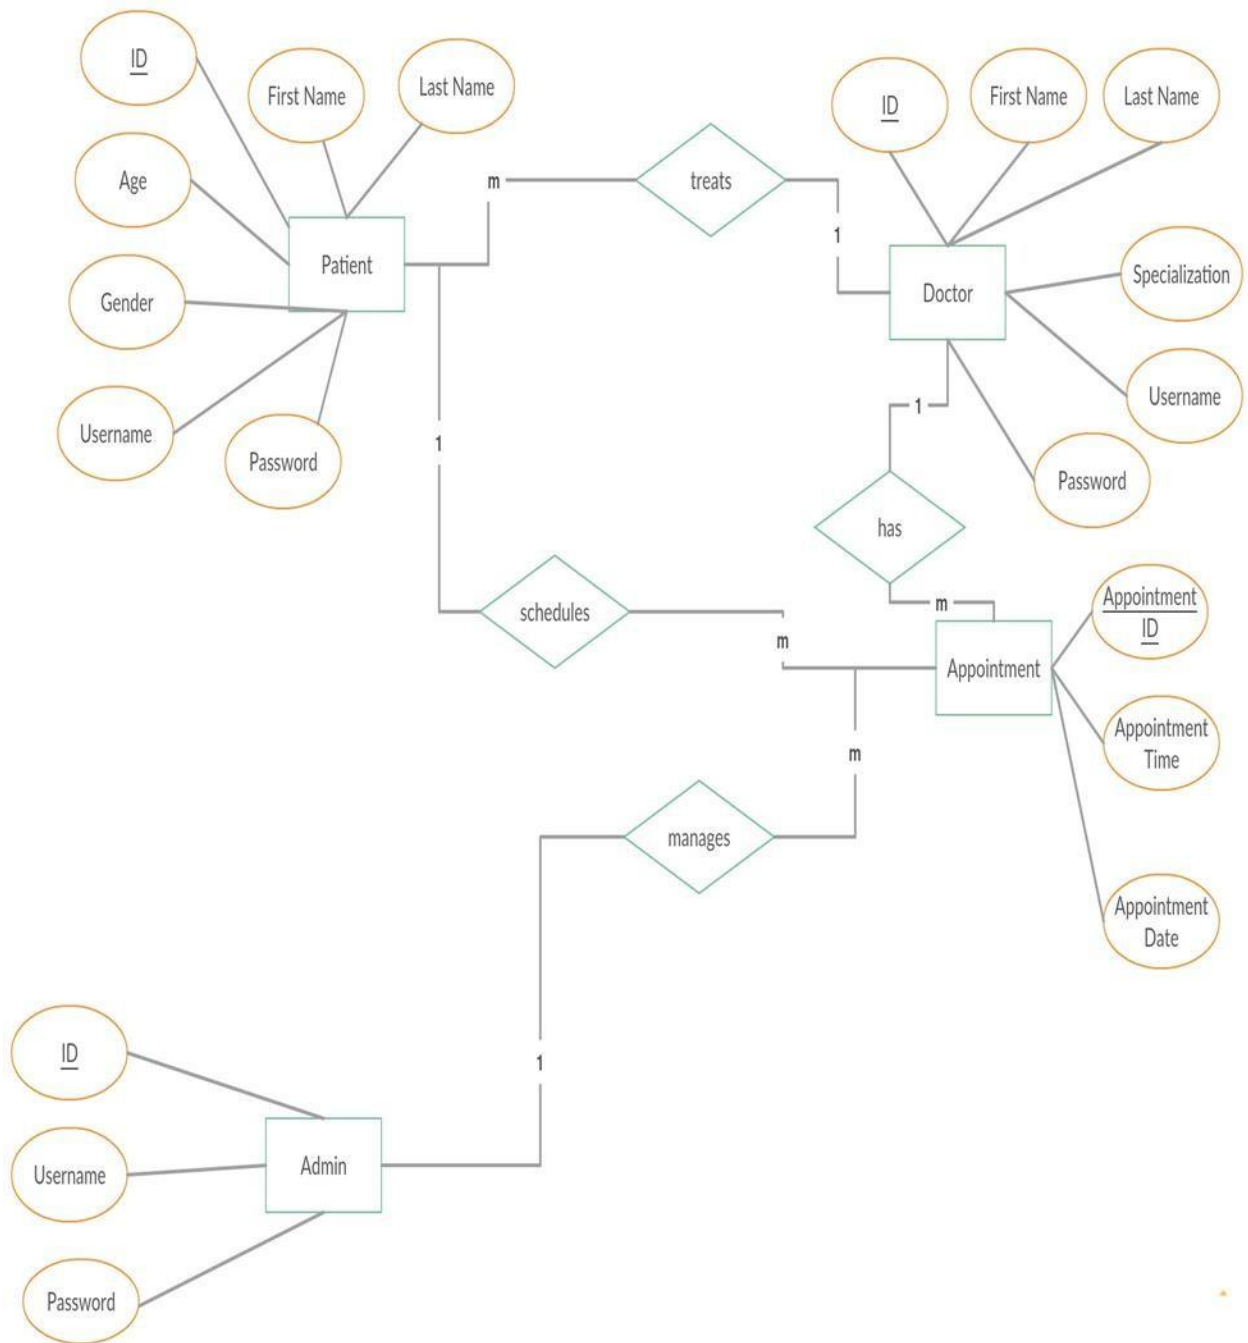 ID
First Name
Last Name
Age
Patient
Gender
Username
Password
m
treats
1
ID
First Name
Last Name
Doctor
Specialization
Username
Password
1
has
m
1
schedules
m
Appointment
Appointment
ID
Appointment
Time
Appointment
Date
m
manages
1
ID
Username
Admin
Password